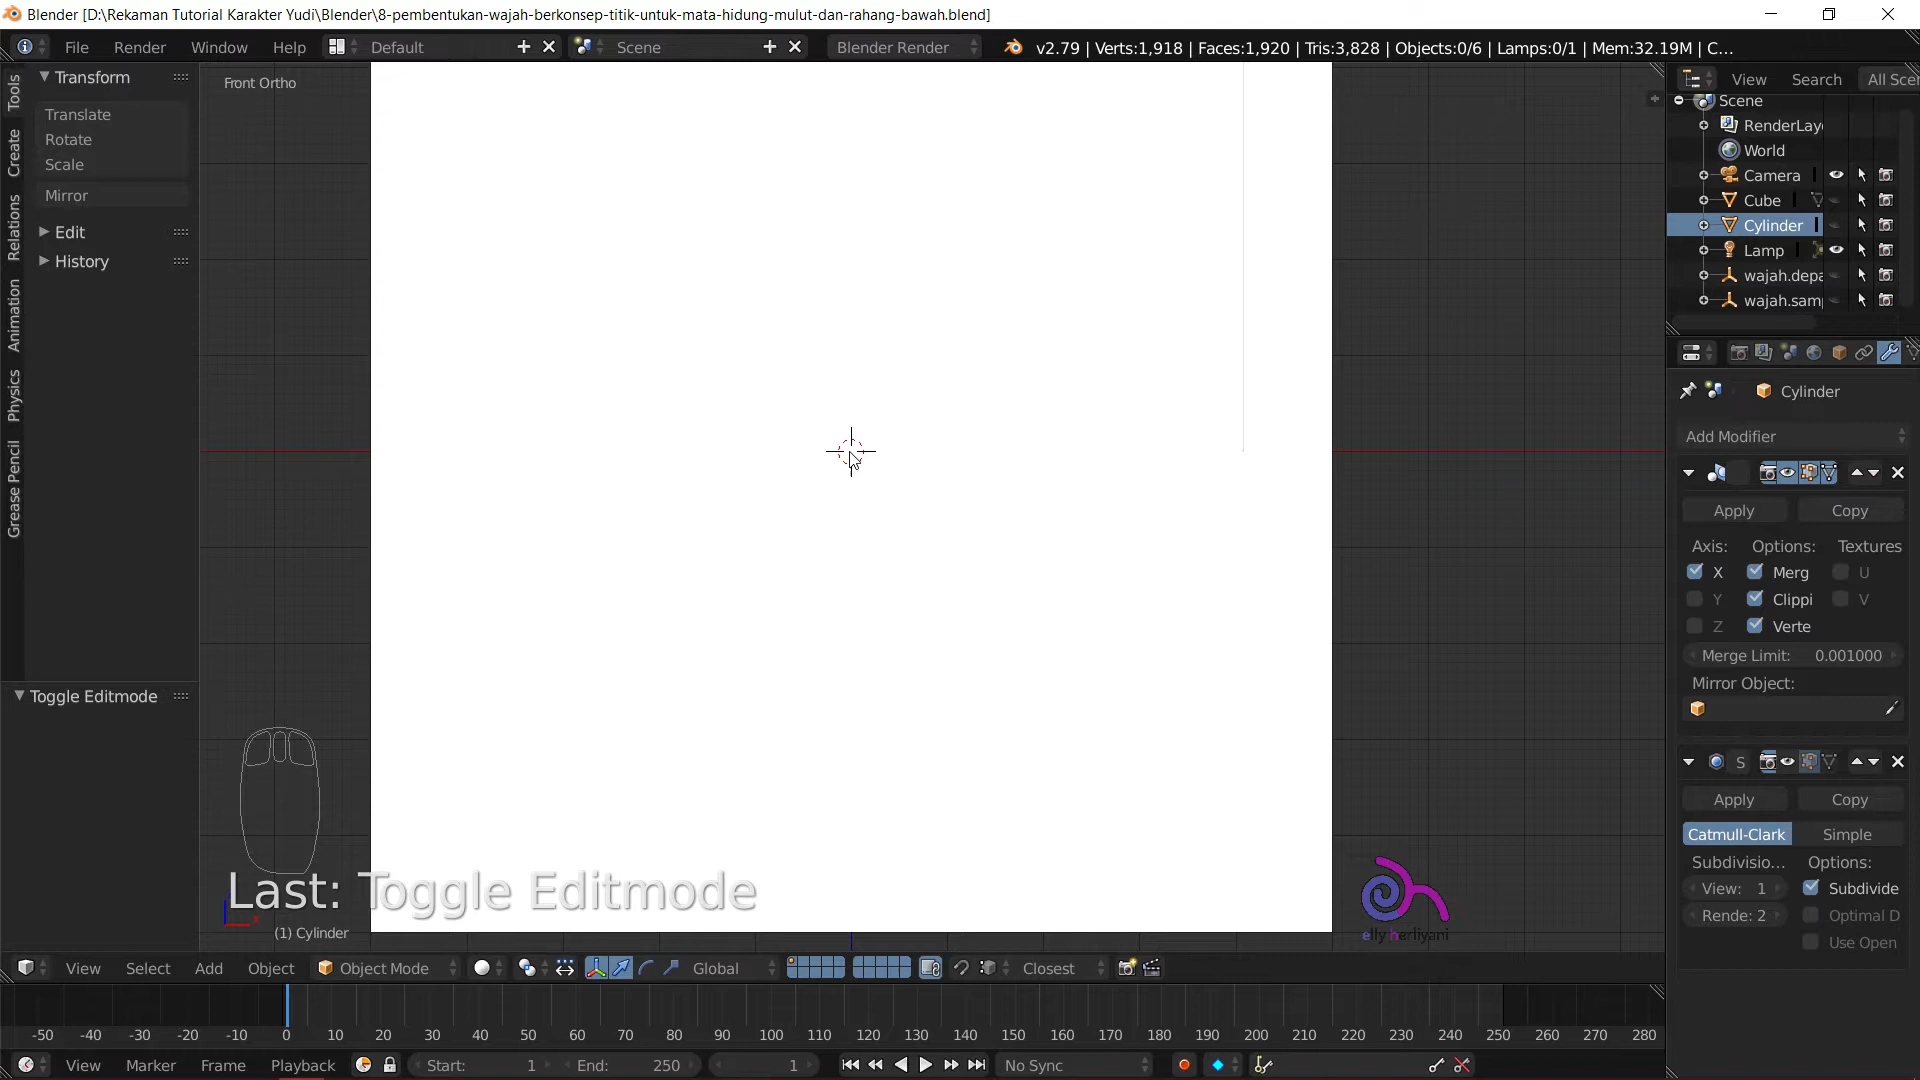 Blender [D:\Rekaman Tutorial Karakter Yudi\Blender\8-pembentukan-wajah-berkonsep-titik-untuk-mata-hidung-mulut-dan-rahang-bawah.blend]
File Render Window Help Default Scene Blender Render v2.79 | Verts:1,918 | Faces:1,920 | Tris:3,828 | Objects:0/6 | Lamps:0/1 | Mem:32.19M | C...
Tools
Create
Relations
Animation
Physics
Grease Pencil
Transform
Translate
Rotate
Scale
Mirror
Edit
History
Toggle Editmode
Front Ortho
Last: Toggle Editmode
(1) Cylinder
elly herliyani
View Search All Scen
Scene
RenderLay
World
Camera
Cube
Cylinder
Lamp
wajah.depa
wajah.samp
Cylinder
Add Modifier
Apply Copy
Axis: Options: Textures
X Merg U
Y Clippi V
Z Verte
Merge Limit: 0.001000
Mirror Object:
S
Apply Copy
Catmull-Clark Simple
Subdivisio... Options:
View: 1 Subdivide
Rende: 2 Optimal D
Use Open
View Select Add Object Object Mode Global Closest
-50 -40 -30 -20 -10 0 10 20 30 40 50 60 70 80 90 100 110 120 130 140 150 160 170 180 190 200 210 220 230 240 250 260 270 280
View Marker Frame Playback Start: 1 End: 250 1 No Sync